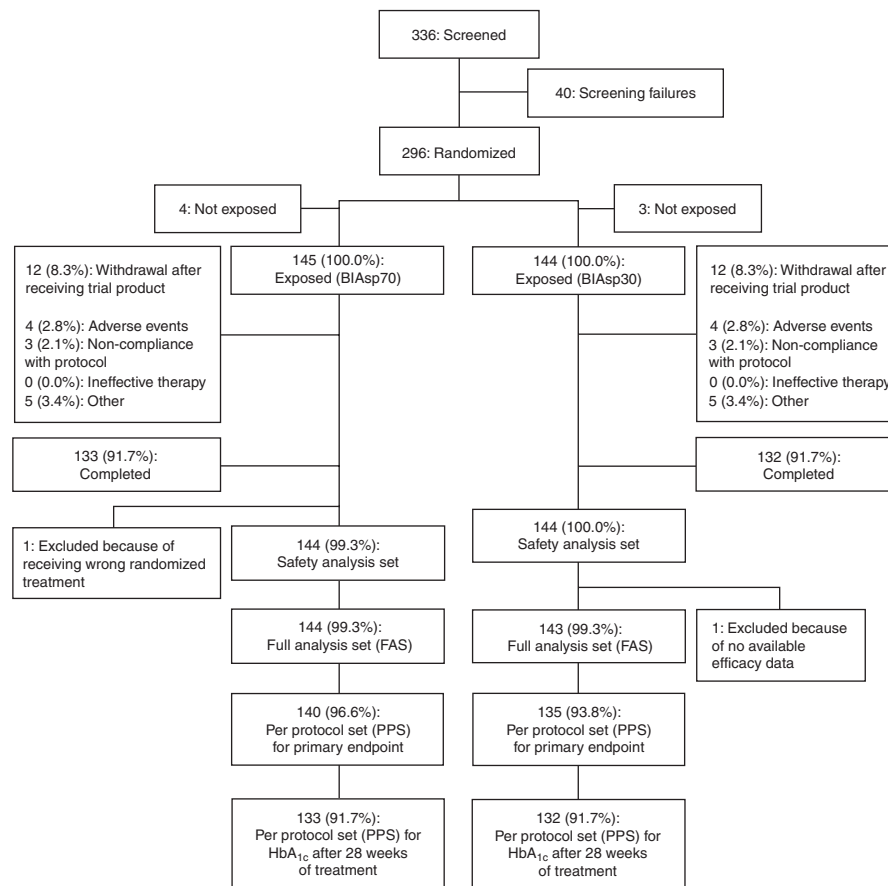 336: Screened
40: Screening failures
296: Randomized
4: Not exposed
3: Not exposed
145 (100.0%):
Exposed (BIAsp70)
144 (100.0%):
Exposed (BIAsp30)
12 (8.3%): Withdrawal after
receiving trial product
4 (2.8%): Adverse events
3 (2.1%): Non-compliance
with protocol
0 (0.0%): Ineffective therapy
5 (3.4%): Other
12 (8.3%): Withdrawal after
receiving trial product
4 (2.8%): Adverse events
3 (2.1%): Non-compliance
with protocol
0 (0.0%): Ineffective therapy
5 (3.4%): Other
133 (91.7%):
Completed
132 (91.7%):
Completed
1: Excluded because of
receiving wrong randomized
treatment
144 (99.3%):
Safety analysis set
144 (100.0%):
Safety analysis set
144 (99.3%):
Full analysis set (FAS)
143 (99.3%):
Full analysis set (FAS)
1: Excluded because
of no available
efficacy data
140 (96.6%):
Per protocol set (PPS)
for primary endpoint
135 (93.8%):
Per protocol set (PPS)
for primary endpoint
133 (91.7%):
Per protocol set (PPS) for
HbA1c after 28 weeks
of treatment
132 (91.7%):
Per protocol set (PPS) for
HbA1c after 28 weeks
of treatment